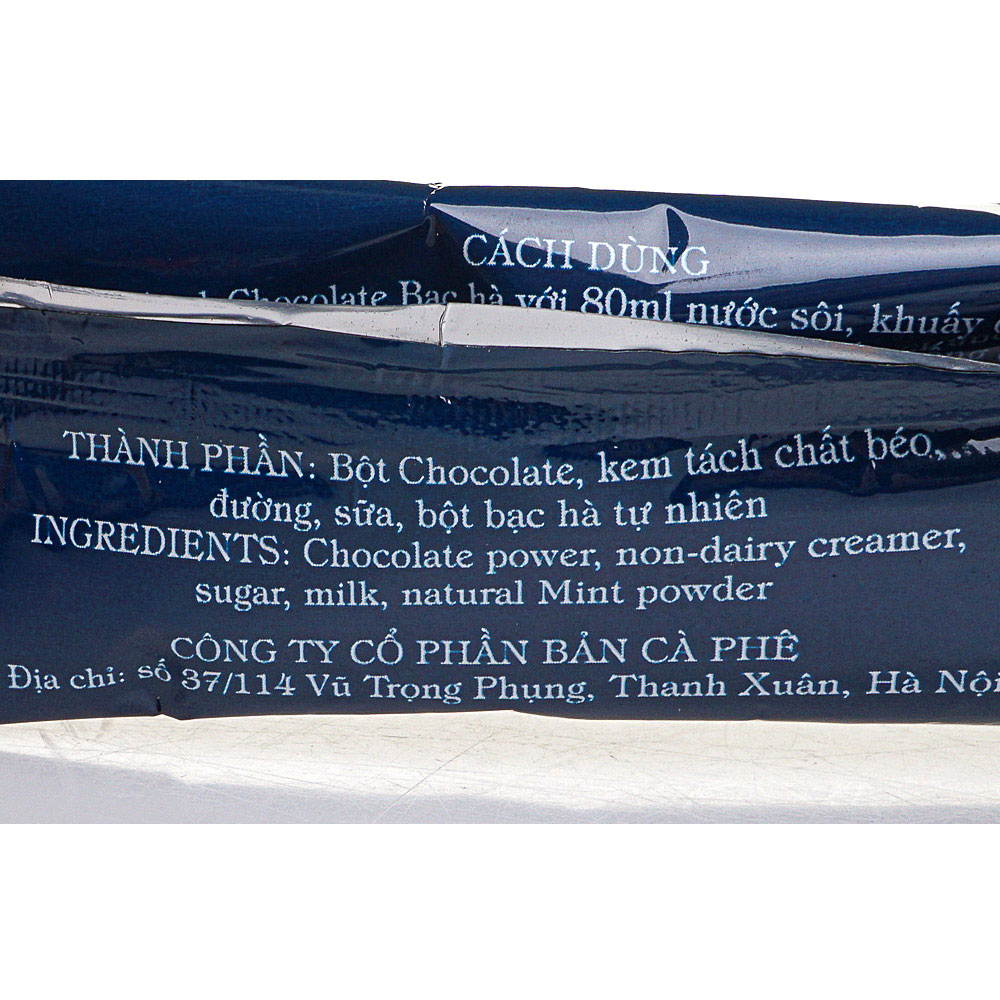 CÁCH DÙNG
Chocolate Bạc hà với 80ml nước sôi, khuấy
THÀNH PHẦN: Bột Chocolate, kem tách chất béo,
đường, sữa, bột bạc hà tự nhiên
INGREDIENTS: Chocolate power, non-dairy creamer,
sugar, milk, natural Mint powder
CÔNG TY CỔ PHẦN BẢN CÀ PHÊ
Địa chỉ: số 37/114 Vũ Trọng Phụng, Thanh Xuân, Hà Nội